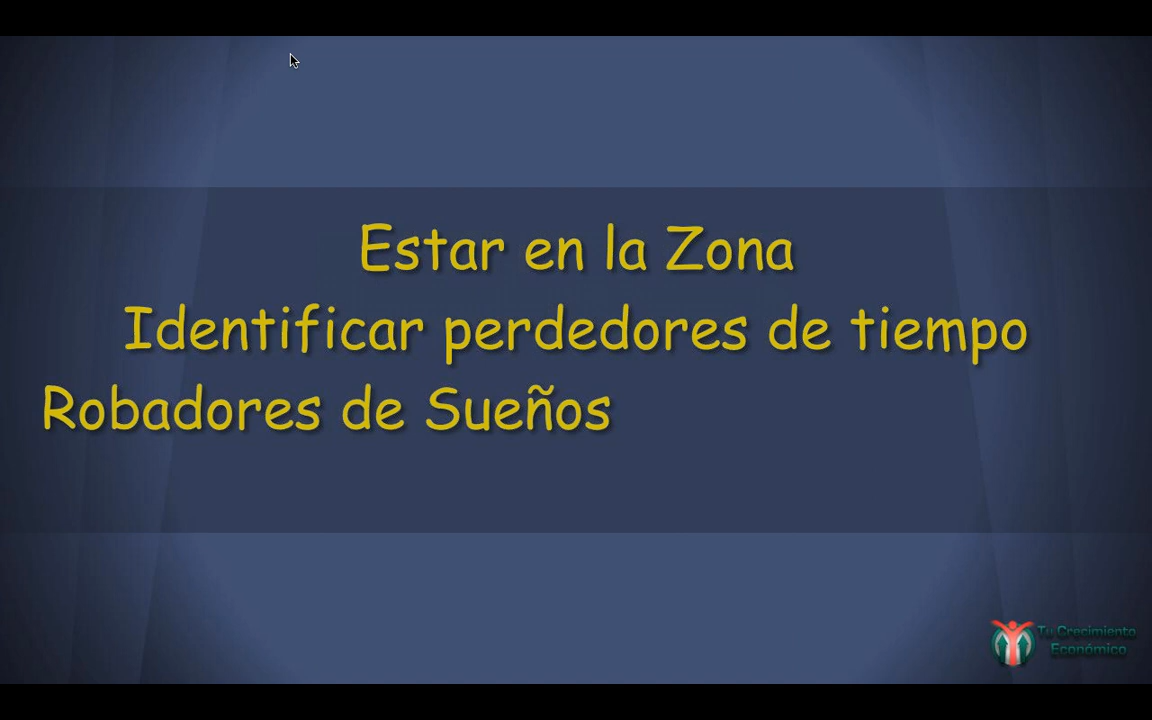 Estar en la Zona
Identificar perdedores de tiempo
Robadores de Sueños
Tu Crecimiento
Económico